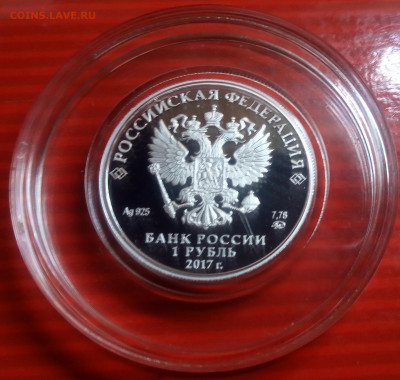 COINS.LAVE.RU
РОССИЙСКАЯ ФЕДЕРАЦИЯ
Ag 925
7,78
БАНК РОССИИ
1 РУБЛЬ
2017 г.